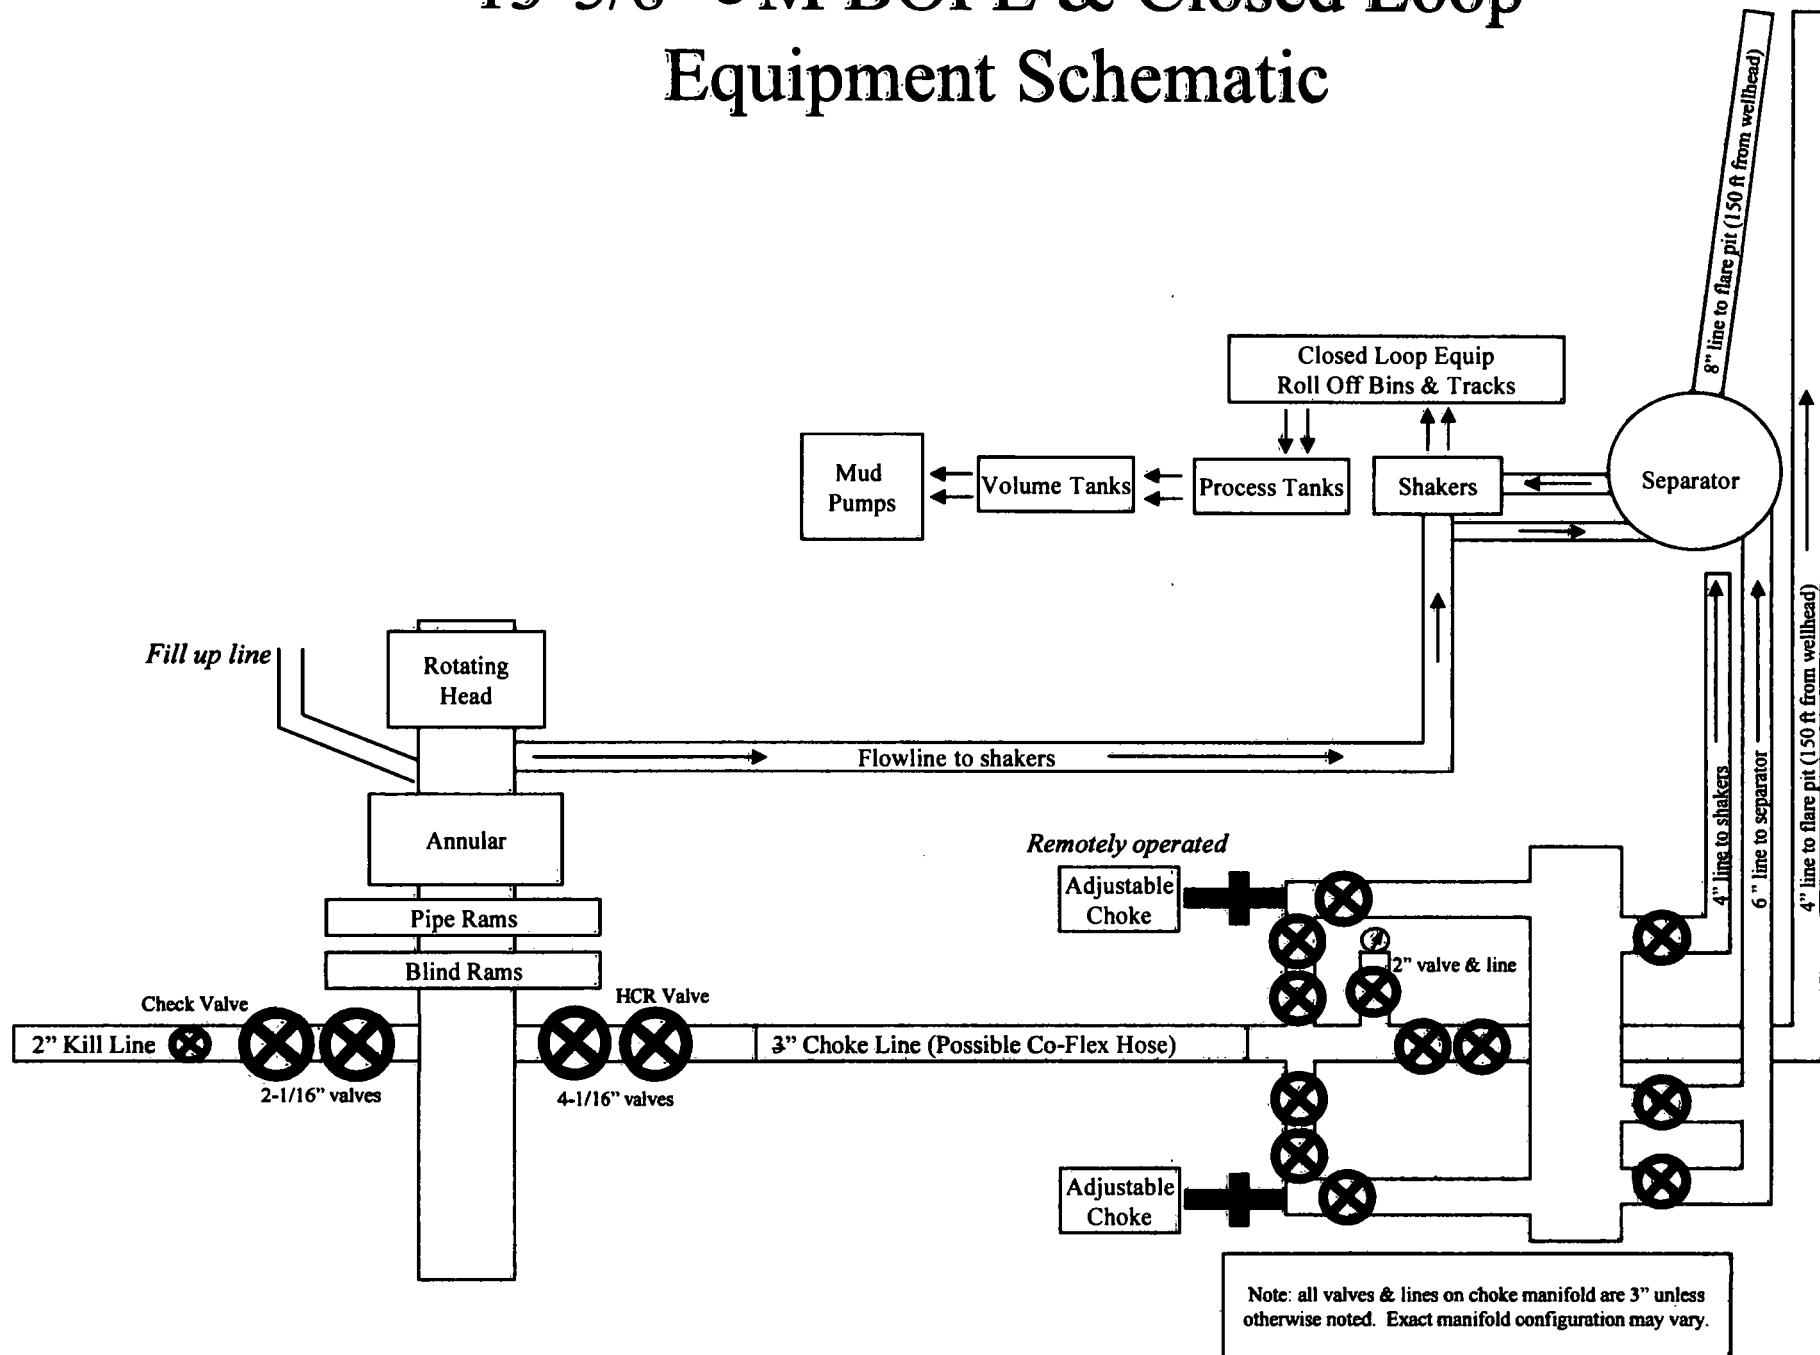 & Closed Loop
Equipment Schematic
8” line to flare pit (150 ft from wellhead)
Closed Loop Equip
Roll Off Bins & Tracks
Mud
Pumps
Volume Tanks
Process Tanks
Shakers
Separator
Fill up line
Rotating
Head
Flowline to shakers
Annular
Pipe Rams
Blind Rams
Check Valve
HCR Valve
2” Kill Line
3” Choke Line (Possible Co-Flex Hose)
2-1/16” valves
4-1/16” valves
Remotely operated
Adjustable
Choke
2” valve & line
Adjustable
Choke
4” line to shakers
6 ” line to separator
4” line to flare pit (150 ft from wellhead)
Note: all valves & lines on choke manifold are 3” unless
otherwise noted.  Exact manifold configuration may vary.